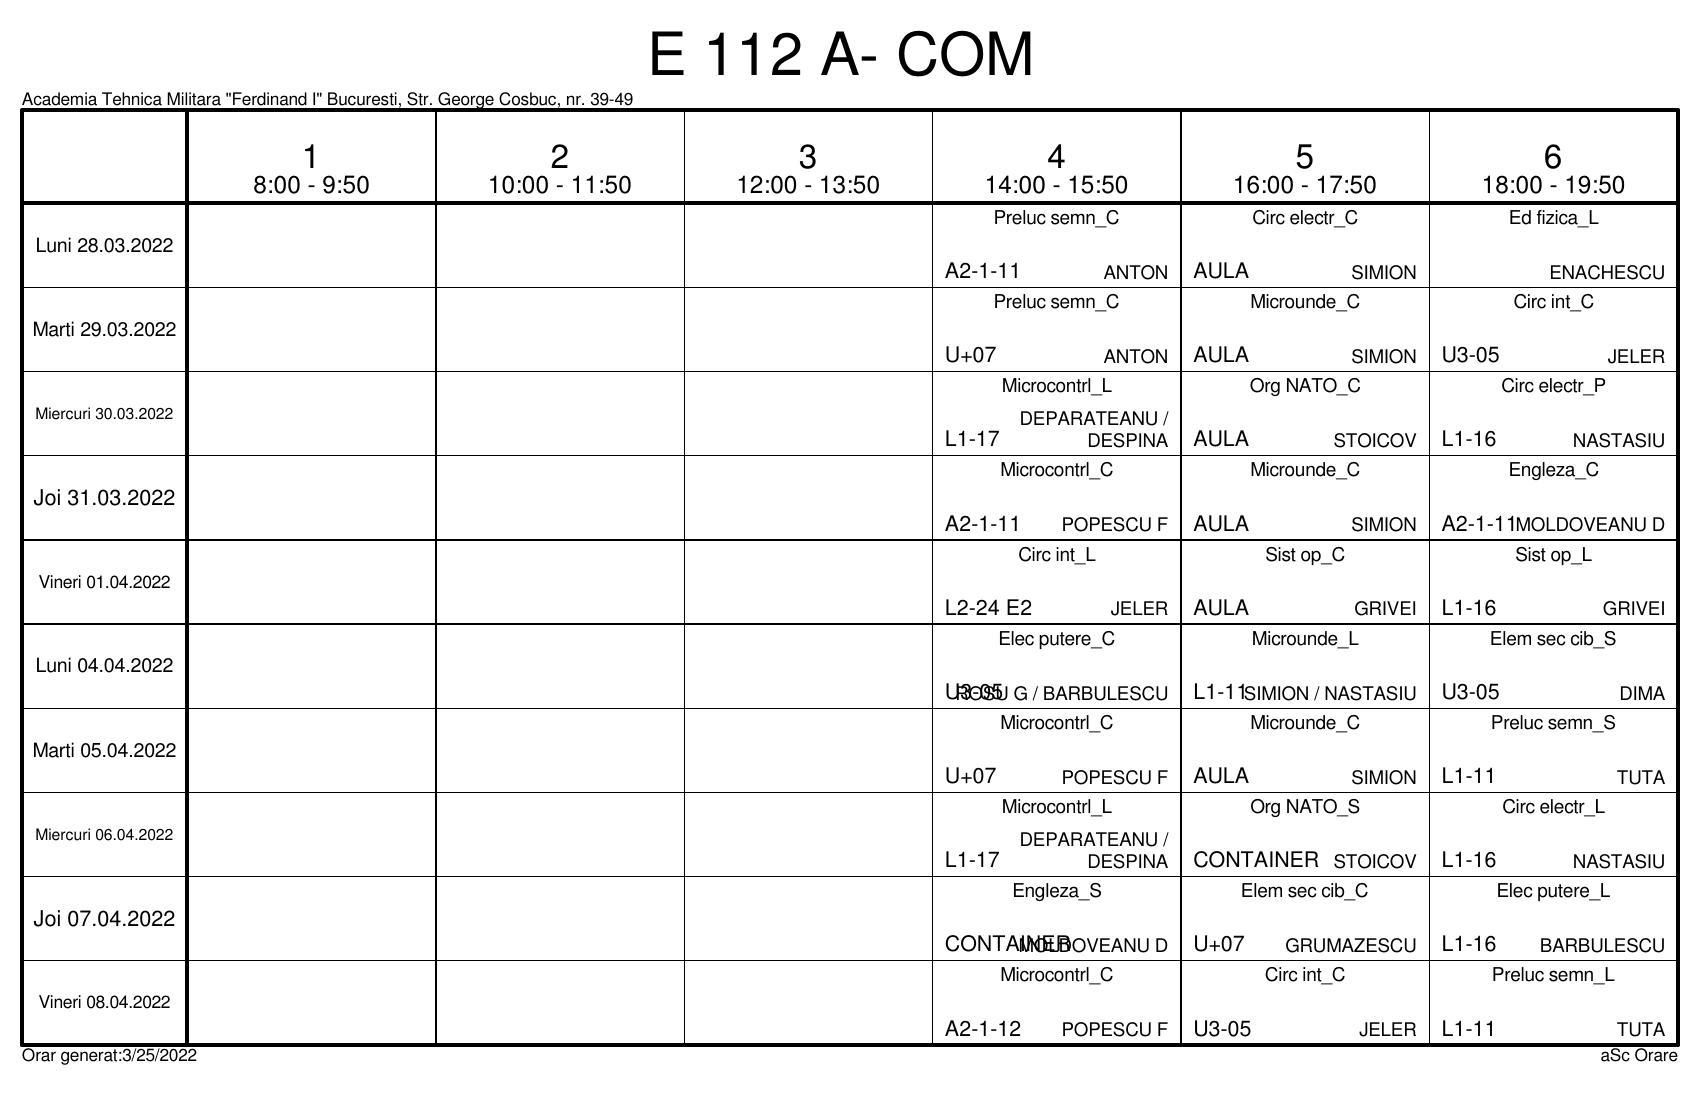 E 112 A- COM
Academia Tehnica Militara "Ferdinand I" Bucuresti, Str. George Cosbuc, nr. 39-49
1 2 3 4 5 6
8:00 - 9:50 10:00 - 11:50 12:00 - 13:50 14:00 - 15:50 16:00 - 17:50 18:00 - 19:50
Preluc semn_C Circ electr_C Ed fizica_L
Luni 28.03.2022
A2-1-11 ANTON AULA SIMION ENACHESCU
Preluc semn_C Microunde_C Circ int_C
Marti 29.03.2022
U+07 ANTON AULA SIMION U3-05 JELER
Microcontrl_L Org NATO_C Circ electr_P
Miercuri 30.03.2022
DEPARATEANU /
L1-17 DESPINA AULA STOICOV L1-16 NASTASIU
Microcontrl_C Microunde_C Engleza_C
Joi 31.03.2022
A2-1-11 POPESCU F AULA SIMION A2-1-11 MOLDOVEANU D
Circ int_L Sist op_C Sist op_L
Vineri 01.04.2022
L2-24 E2 JELER AULA GRIVEI L1-16 GRIVEI
Elec putere_C Microunde_L Elem sec cib_S
Luni 04.04.2022
U3-05 ROSU G / BARBULESCU L1-11 SIMION / NASTASIU U3-05 DIMA
Microcontrl_C Microunde_C Preluc semn_S
Marti 05.04.2022
U+07 POPESCU F AULA SIMION L1-11 TUTA
Microcontrl_L Org NATO_S Circ electr_L
Miercuri 06.04.2022
DEPARATEANU /
L1-17 DESPINA CONTAINER STOICOV L1-16 NASTASIU
Engleza_S Elem sec cib_C Elec putere_L
Joi 07.04.2022
CONTAINER MOLDOVEANU D U+07 GRUMAZESCU L1-16 BARBULESCU
Microcontrl_C Circ int_C Preluc semn_L
Vineri 08.04.2022
A2-1-12 POPESCU F U3-05 JELER L1-11 TUTA
Orar generat:3/25/2022 aSc Orare